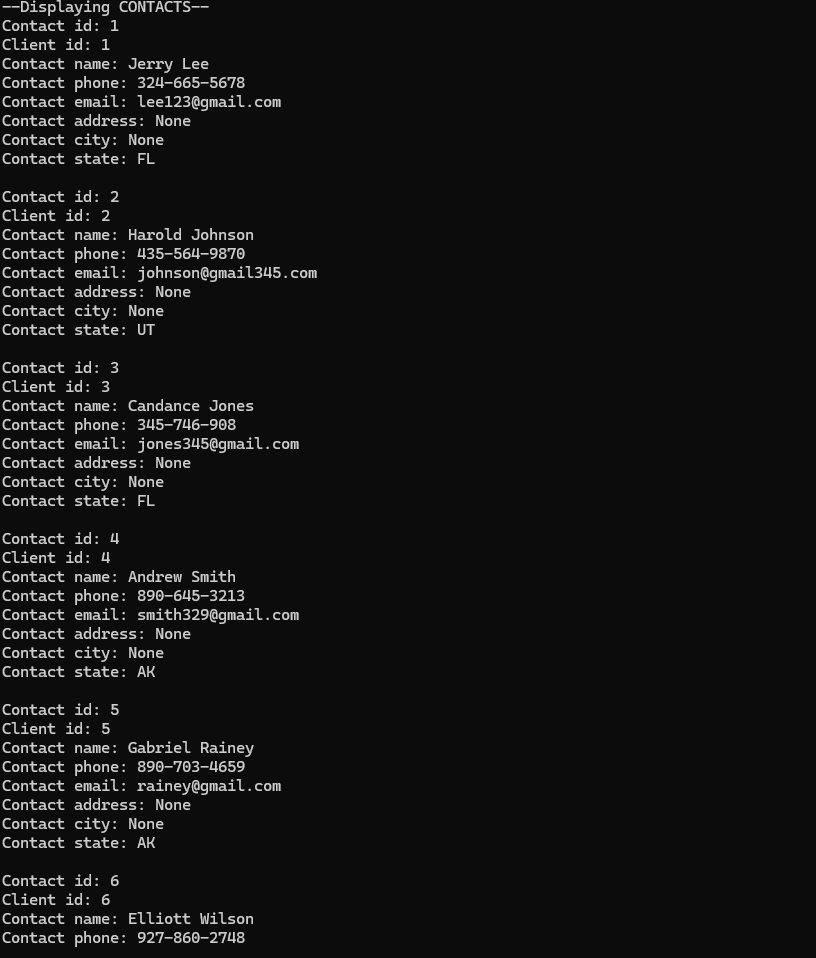 --Displaying CONTACTS--
Contact id: 1
Client id: 1
Contact name: Jerry Lee
Contact phone: 324-665-5678
Contact email: lee123@gmail.com
Contact address: None
Contact city: None
Contact state: FL

Contact id: 2
Client id: 2
Contact name: Harold Johnson
Contact phone: 435-564-9870
Contact email: johnson@gmail345.com
Contact address: None
Contact city: None
Contact state: UT

Contact id: 3
Client id: 3
Contact name: Candance Jones
Contact phone: 345-746-908
Contact email: jones345@gmail.com
Contact address: None
Contact city: None
Contact state: FL

Contact id: 4
Client id: 4
Contact name: Andrew Smith
Contact phone: 890-645-3213
Contact email: smith329@gmail.com
Contact address: None
Contact city: None
Contact state: AK

Contact id: 5
Client id: 5
Contact name: Gabriel Rainey
Contact phone: 890-703-4659
Contact email: rainey@gmail.com
Contact address: None
Contact city: None
Contact state: AK

Contact id: 6
Client id: 6
Contact name: Elliott Wilson
Contact phone: 927-860-2748